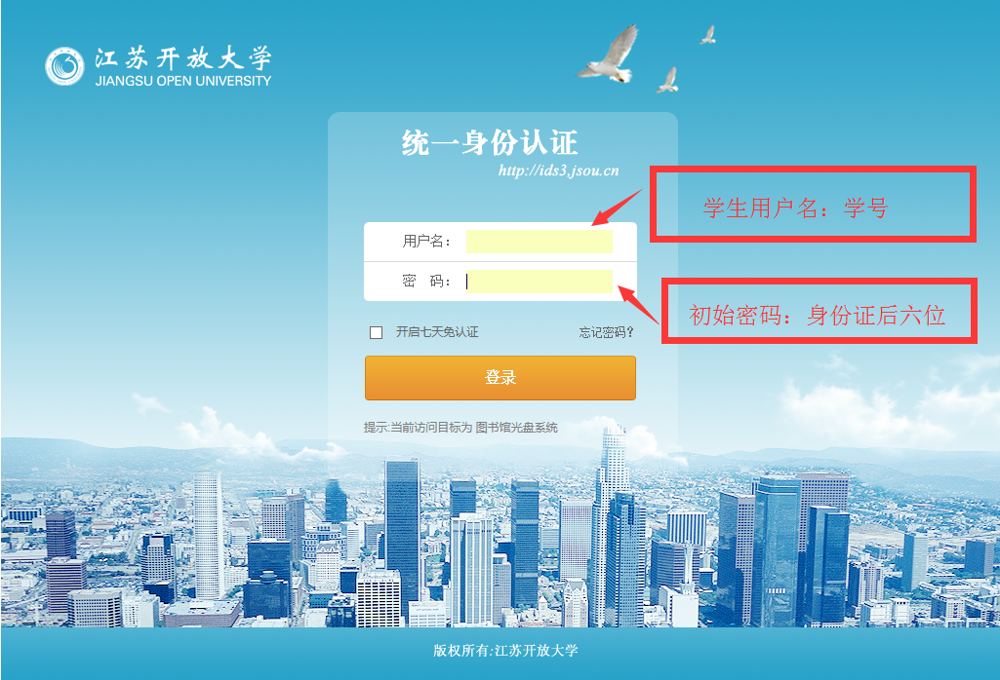 江苏开放大学
JIANGSU OPEN UNIVERSITY
统一身份认证
http://ids3.jsou.cn
学生用户名：学号
用户名：
密 码：
初始密码：身份证后六位
开启七天免认证
忘记密码?
登录
提示:当前访问目标为 图书馆光盘系统
版权所有:江苏开放大学